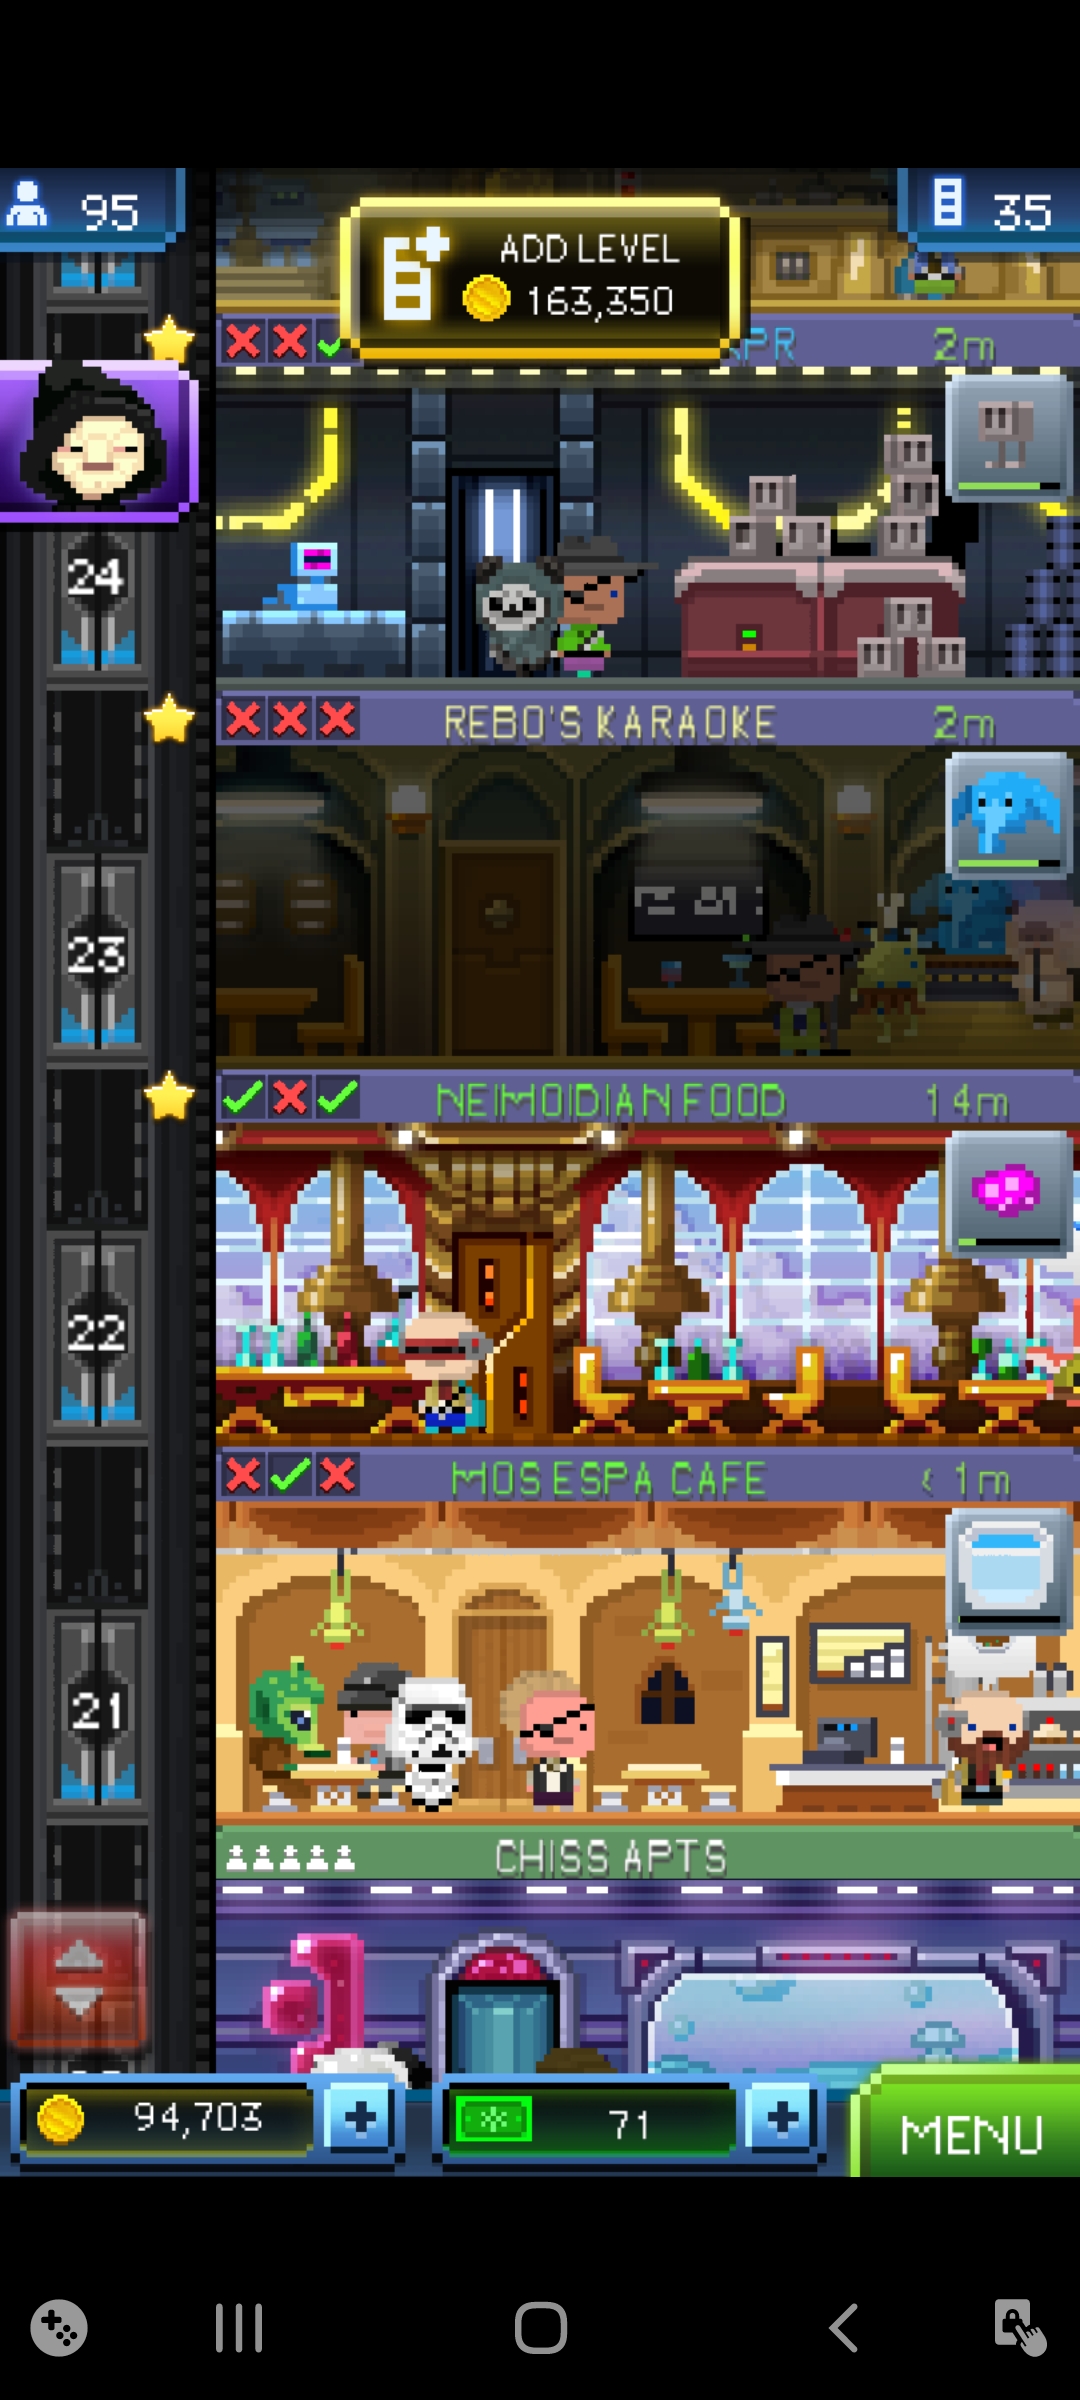 95
35
ADD LEVEL
163,350
PR 2m
24
REBO'S KARAOKE 2m
23
NEIMOIDIAN FOOD 14m
22
MOS ESPA CAFE < 1m
21
CHISS APTS
94,703
71
MENU